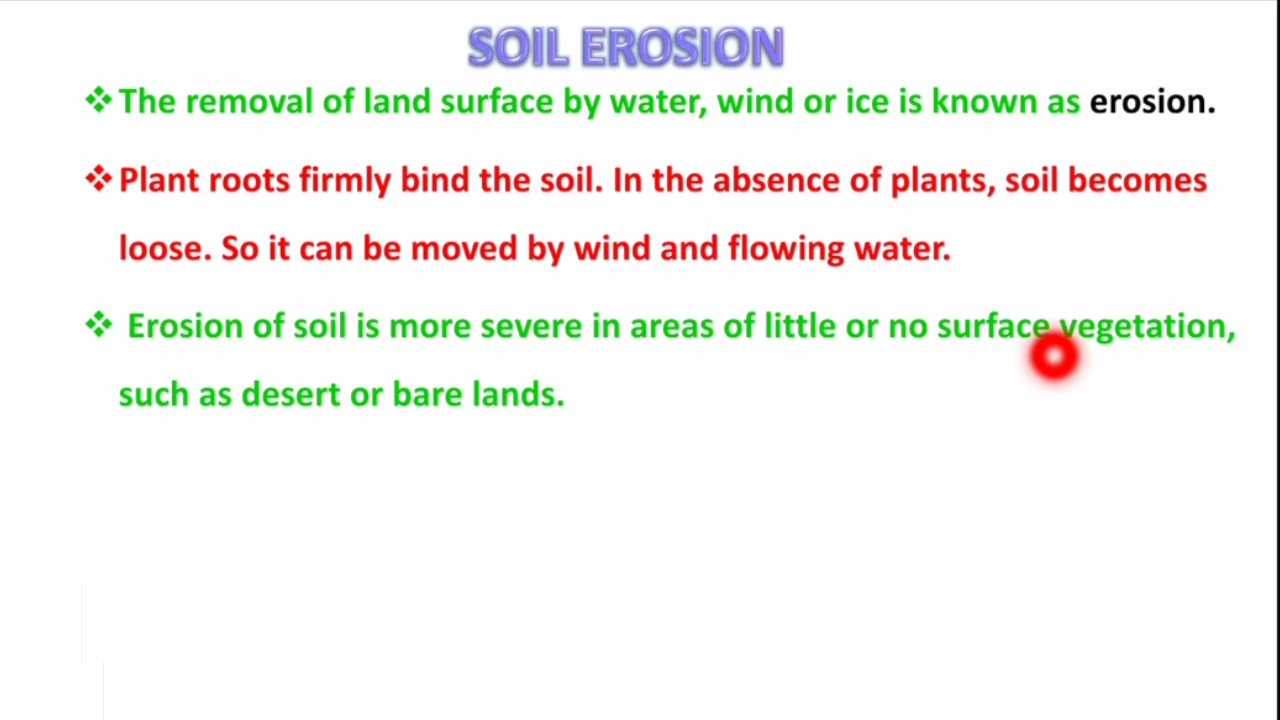 SOIL EROSION
❖The removal of land surface by water, wind or ice is known as erosion.
❖Plant roots firmly bind the soil. In the absence of plants, soil becomes
loose. So it can be moved by wind and flowing water.
❖ Erosion of soil is more severe in areas of little or no surface vegetation,
such as desert or bare lands.